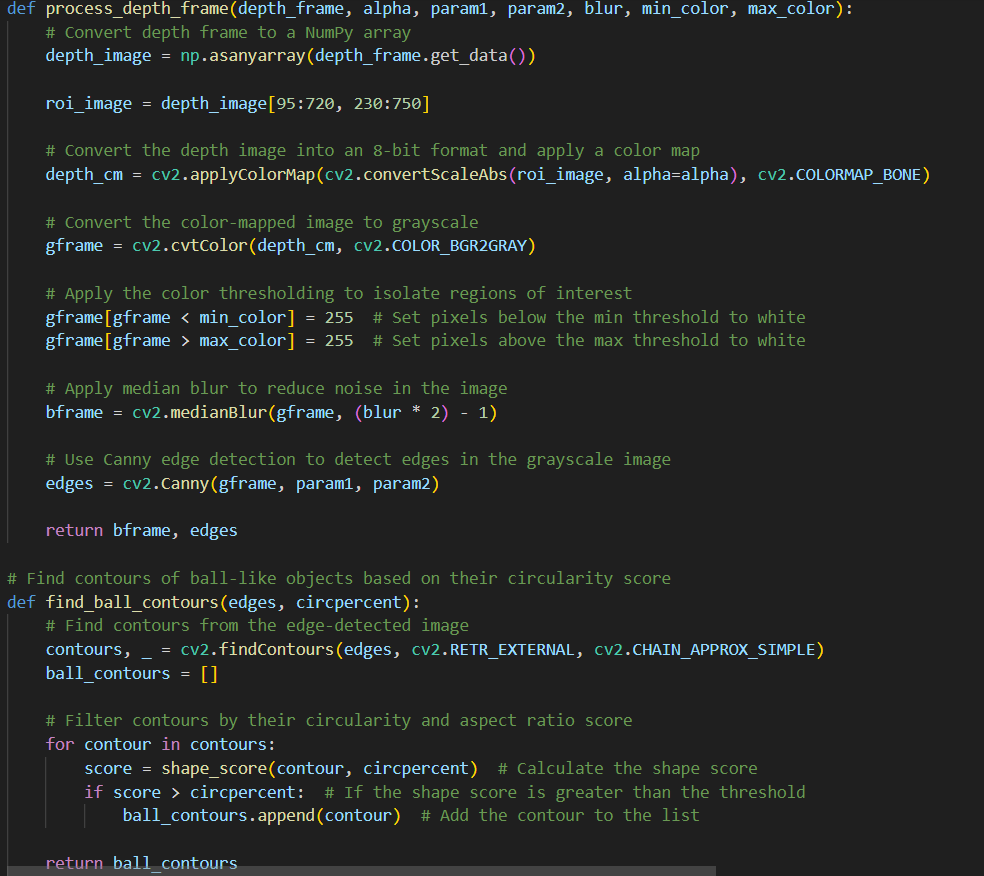 def process_depth_frame(depth_frame, alpha, param1, param2, blur, min_color, max_color):
    # Convert depth frame to a NumPy array
    depth_image = np.asanyarray(depth_frame.get_data())

    roi_image = depth_image[95:720, 230:750]

    # Convert the depth image into an 8-bit format and apply a color map
    depth_cm = cv2.applyColorMap(cv2.convertScaleAbs(roi_image, alpha=alpha), cv2.COLORMAP_BONE)

    # Convert the color-mapped image to grayscale
    gframe = cv2.cvtColor(depth_cm, cv2.COLOR_BGR2GRAY)

    # Apply the color thresholding to isolate regions of interest
    gframe[gframe < min_color] = 255  # Set pixels below the min threshold to white
    gframe[gframe > max_color] = 255  # Set pixels above the max threshold to white

    # Apply median blur to reduce noise in the image
    bframe = cv2.medianBlur(gframe, (blur * 2) - 1)

    # Use Canny edge detection to detect edges in the grayscale image
    edges = cv2.Canny(gframe, param1, param2)

    return bframe, edges

# Find contours of ball-like objects based on their circularity score
def find_ball_contours(edges, circpercent):
    # Find contours from the edge-detected image
    contours, _ = cv2.findContours(edges, cv2.RETR_EXTERNAL, cv2.CHAIN_APPROX_SIMPLE)
    ball_contours = []

    # Filter contours by their circularity and aspect ratio score
    for contour in contours:
        score = shape_score(contour, circpercent)  # Calculate the shape score
        if score > circpercent:  # If the shape score is greater than the threshold
            ball_contours.append(contour)  # Add the contour to the list

    return ball_contours